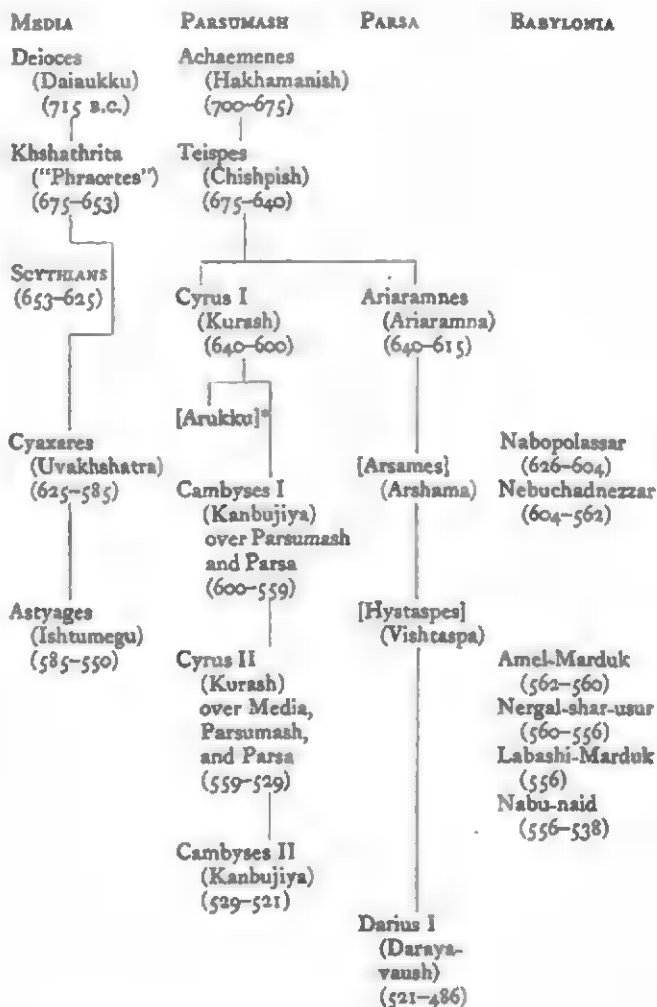 MEDIA PARSUMASH PARSA BABYLONIA
Deioces
(Daiaukku)
(715 B.C.)
Khshathrita
("Phraortes")
(675–653)
SCYTHIANS
(653–625)
Cyaxares
(Uvakhshatra)
(625–585)
Astyages
(Ishtumegu)
(585–550)
Achaemenes
(Hakhamanish)
(700–675)
Teispes
(Chishpish)
(675–640)
Cyrus I
(Kurash)
(640–600)
[Arukku]*
Cambyses I
(Kanbujiya)
over Parsumash
and Parsa
(600–559)
Cyrus II
(Kurash)
over Media,
Parsumash,
and Parsa
(559–529)
Cambyses II
(Kanbujiya)
(529–521)
Ariaramnes
(Ariaramna)
(640–615)
[Arsames]
(Arshama)
[Hystaspes]
(Vishtaspa)
Darius I
(Daraya-
vaush)
(521–486)
Nabopolassar
(626–604)
Nebuchadnezzar
(604–562)
Amel-Marduk
(562–560)
Nergal-shar-usur
(560–556)
Labashi-Marduk
(556)
Nabu-naid
(556–538)